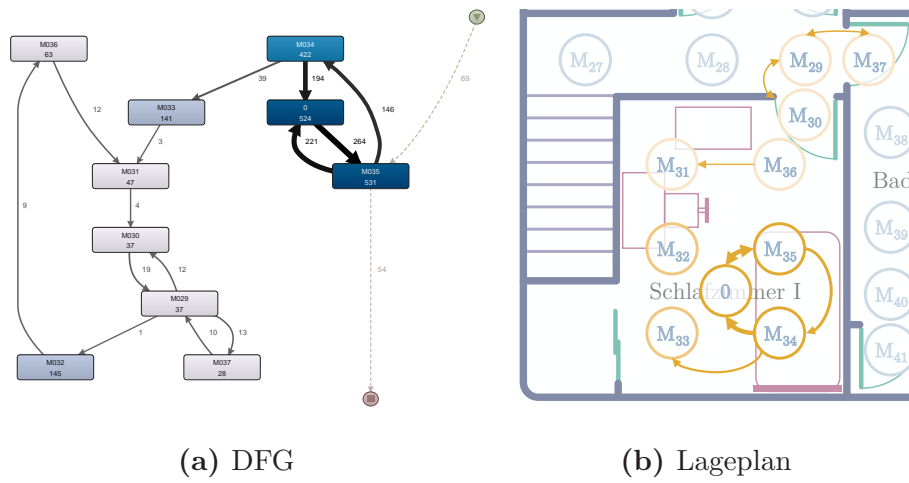 M036
63
M034
422
69
39
194
146
12
M033
141
0
524
3
221
264
M031
47
M035
531
9
4
M030
37
19
12
54
M029
37
1
10
13
M032
145
M037
28
(a) DFG
M27
M28
M29
M37
M30
M38
M31
M36
Bad
M32
M35
M39
0
Schlafzimmer I
M40
M33
M34
M41
(b) Lageplan